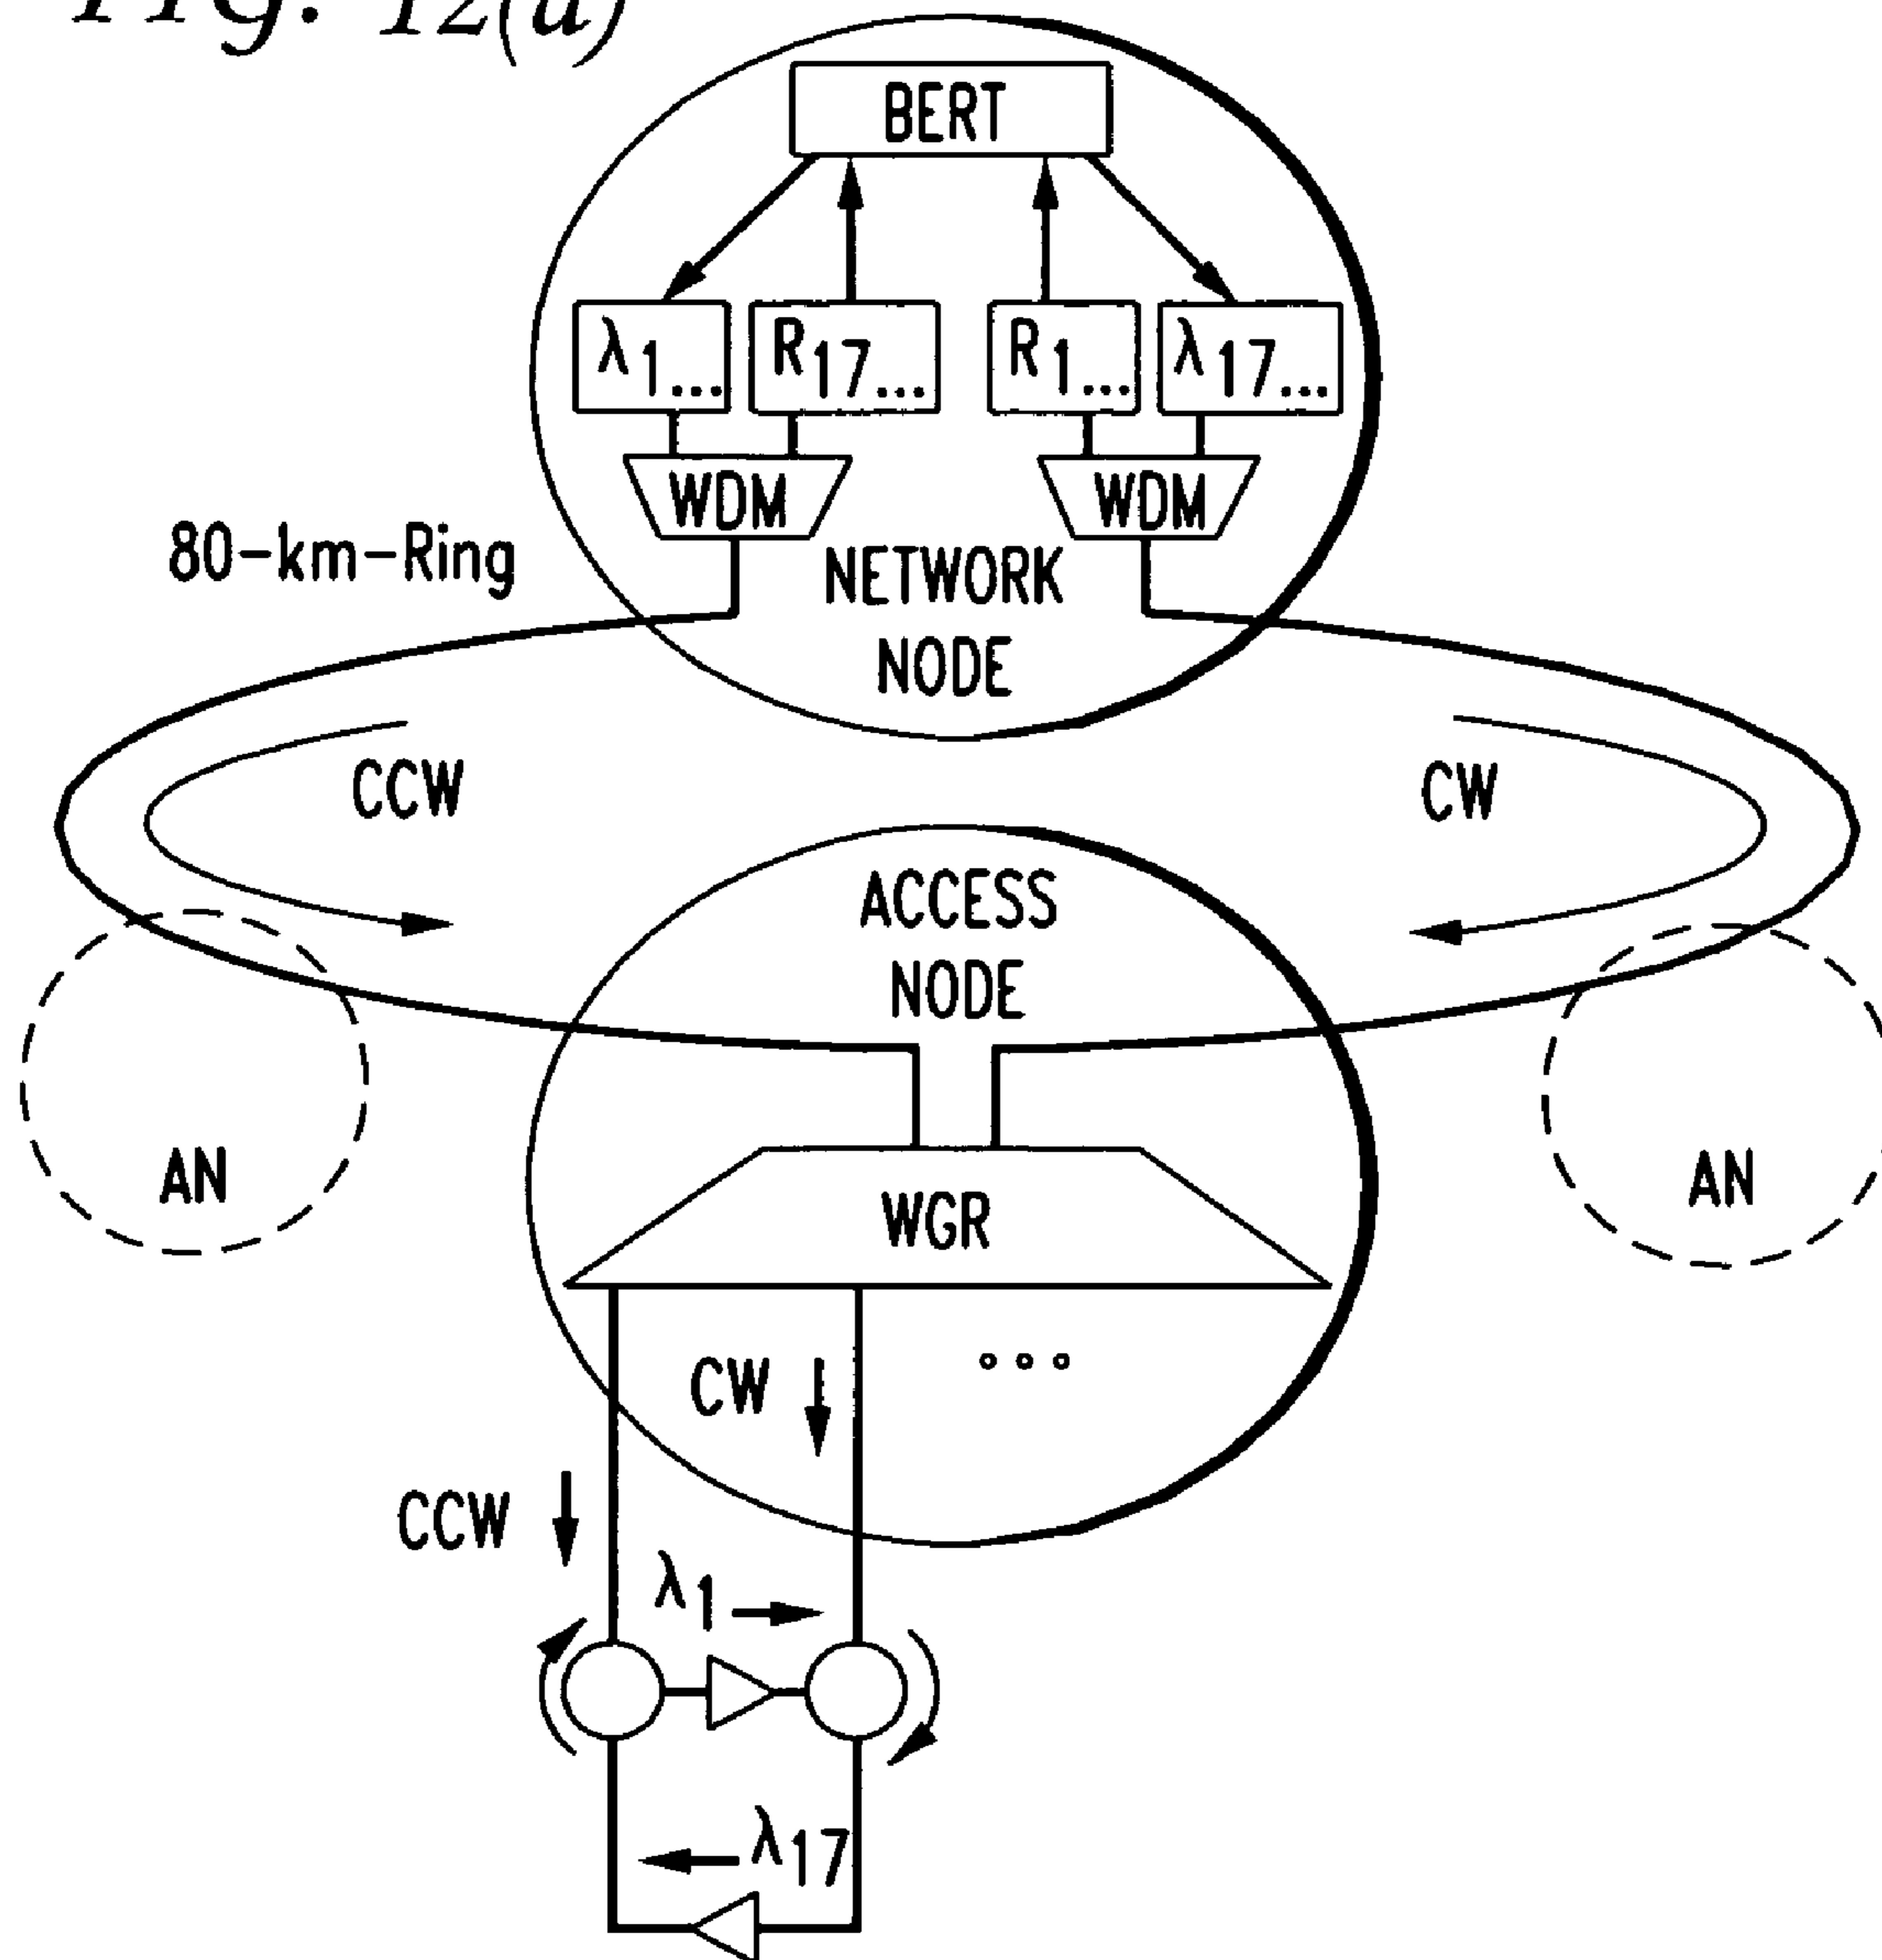 Fig. 12(a)
BERT
λ1... R17... R1... λ17...
WDM WDM
80-km-Ring
NETWORK
NODE
CCW CW
ACCESS
NODE
AN AN
WGR
CW
...
CCW
λ1
λ17